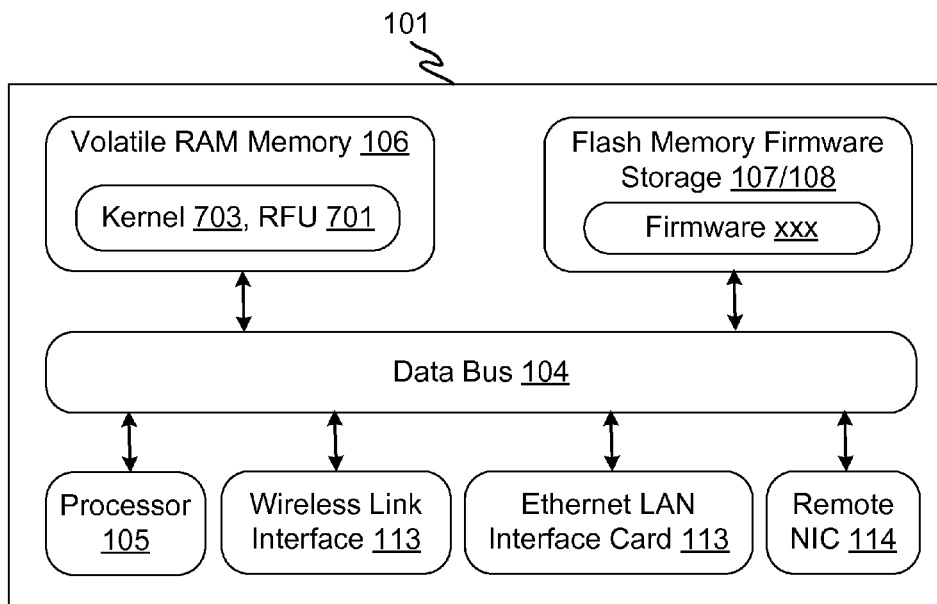 101
Volatile RAM Memory 106
Kernel 703, RFU 701
Flash Memory Firmware
Storage 107/108
Firmware xxx
Data Bus 104
Processor
105
Wireless Link
Interface 113
Ethernet LAN
Interface Card 113
Remote
NIC 114